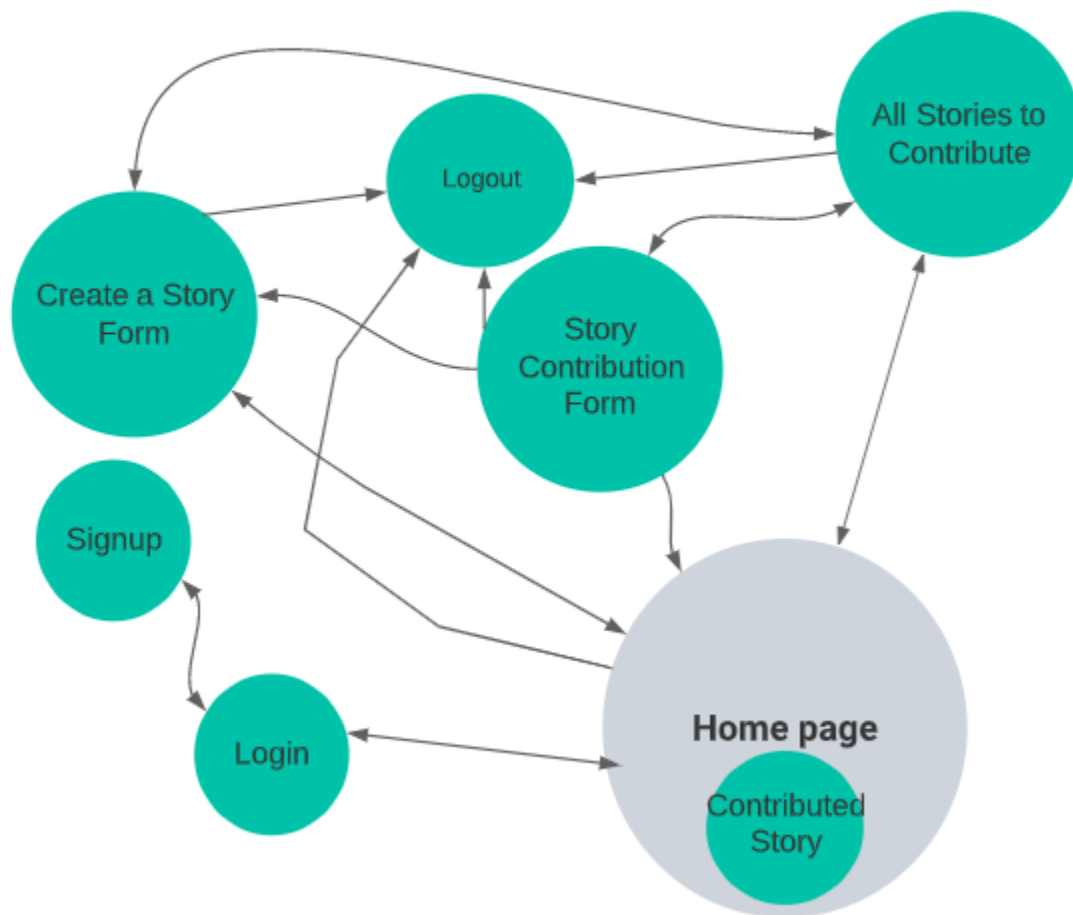 All Stories to
Contribute
Logout
Create a Story
Form
Story
Contribution
Form
Signup
Login
Home page
Contributed
Story